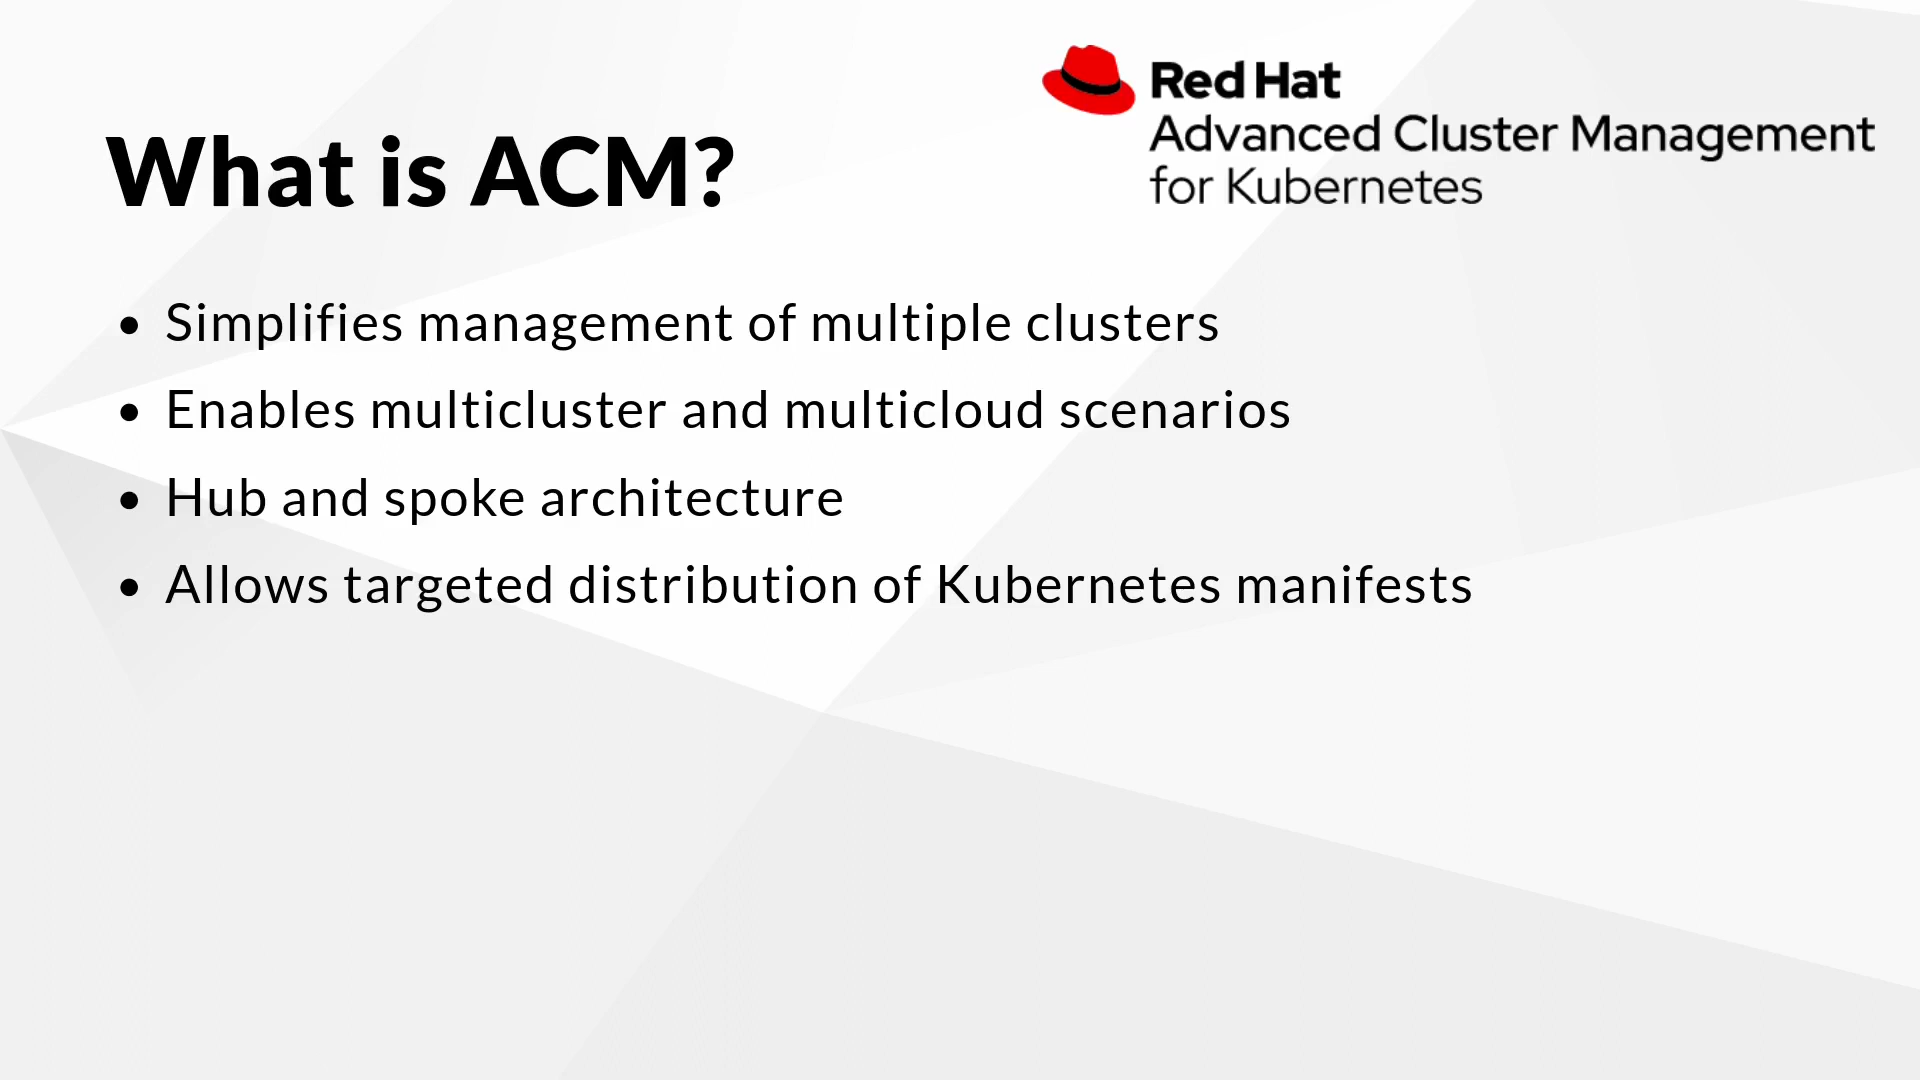 Red Hat
Advanced Cluster Management
for Kubernetes
What is ACM?
• Simplifies management of multiple clusters
• Enables multicluster and multicloud scenarios
• Hub and spoke architecture
• Allows targeted distribution of Kubernetes manifests